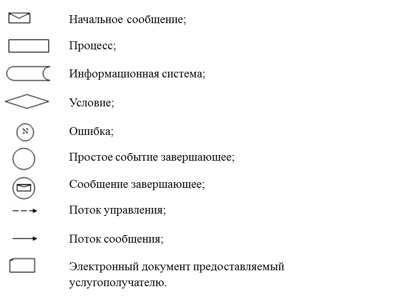 Начальное сообщение;
Процесс;
Информационная система;
Условие;
Ошибка;
Простое событие завершающее;
Сообщение завершающее;
Поток управления;
Поток сообщения;
Электронный документ предоставляемый
услугополучателю.